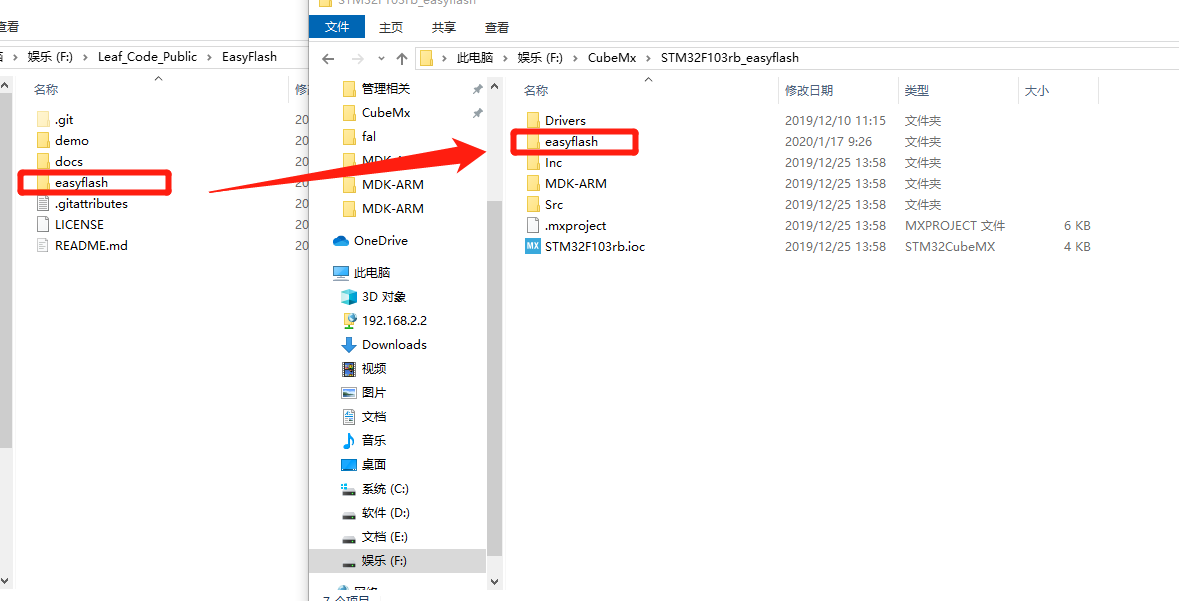 查看
娱乐 (F:) › Leaf_Code_Public › EasyFlash
名称
.git 20
demo 20
docs 20
easyflash 20
.gitattributes 20
LICENSE 20
README.md 20
STM32F103rb_easyflash
文件 主页 共享 查看
此电脑 › 娱乐 (F:) › CubeMx › STM32F103rb_easyflash
管理相关
CubeMx
fal
MDK-ARM
MDK-ARM
MDK-ARM
OneDrive
此电脑
3D 对象
192.168.2.2
Downloads
视频
图片
文档
音乐
桌面
系统 (C:)
软件 (D:)
文档 (E:)
娱乐 (F:)
网络
7 个项目
名称 修改日期 类型 大小
Drivers 2019/12/10 11:15 文件夹
easyflash 2020/1/17 9:26 文件夹
Inc 2019/12/25 13:58 文件夹
MDK-ARM 2019/12/25 13:58 文件夹
Src 2019/12/25 13:58 文件夹
.mxproject 2019/12/25 13:58 MXPROJECT 文件 6 KB
MX STM32F103rb.ioc 2019/12/25 13:58 STM32CubeMX 4 KB